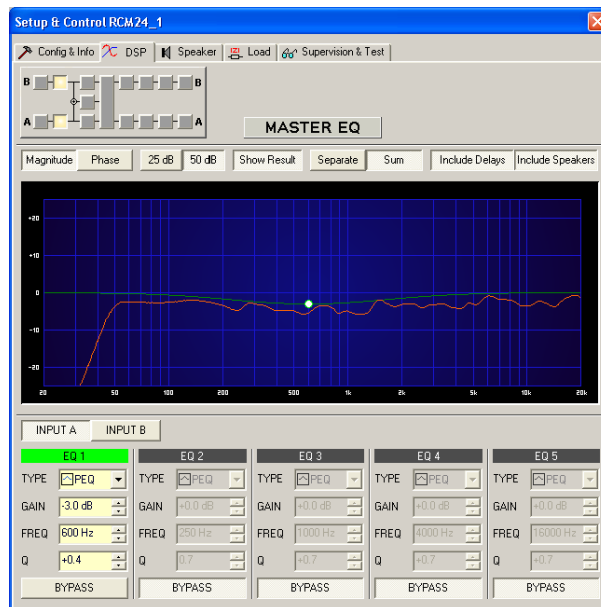 Setup & Control RCM24_1
Config & Info DSP Speaker Load Supervision & Test
B B
A A
MASTER EQ
Magnitude Phase 25 dB 50 dB Show Result Separate Sum Include Delays Include Speakers
+20
+10
0
-10
-20
20 50 100 200 500 1k 2k 5k 10k 20k
INPUT A INPUT B
EQ 1 EQ 2 EQ 3 EQ 4 EQ 5
TYPE PEQ TYPE PEQ TYPE PEQ TYPE PEQ TYPE PEQ
GAIN -3.0 dB GAIN +0.0 dB GAIN +0.0 dB GAIN +0.0 dB GAIN +0.0 dB
FREQ 600 Hz FREQ 250 Hz FREQ 1000 Hz FREQ 4000 Hz FREQ 16000 Hz
Q +0.4 Q 0.7 Q +0.7 Q +0.7 Q +0.7
BYPASS BYPASS BYPASS BYPASS BYPASS